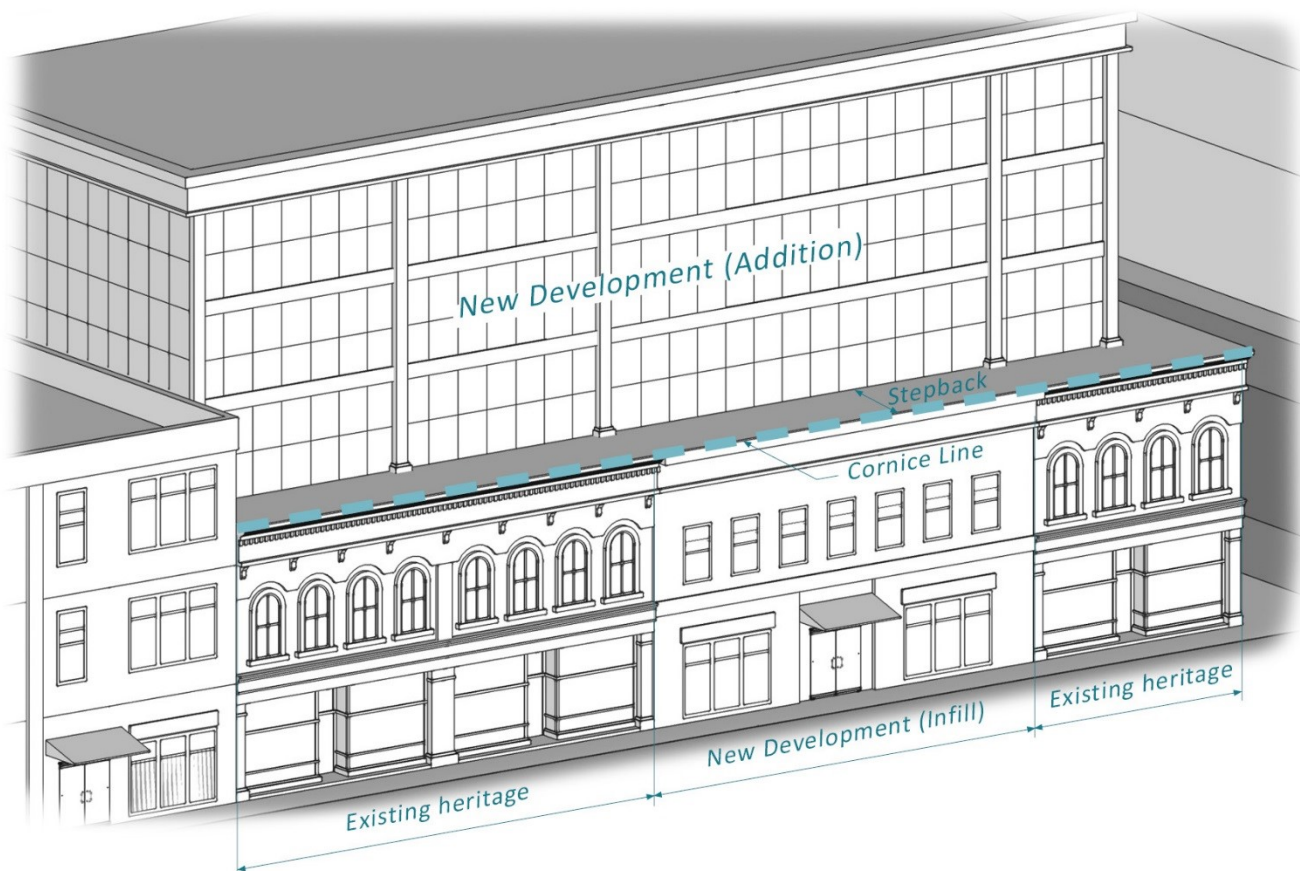 New Development (Addition)
Stepback
Cornice Line
Existing heritage
New Development (Infill)
Existing heritage